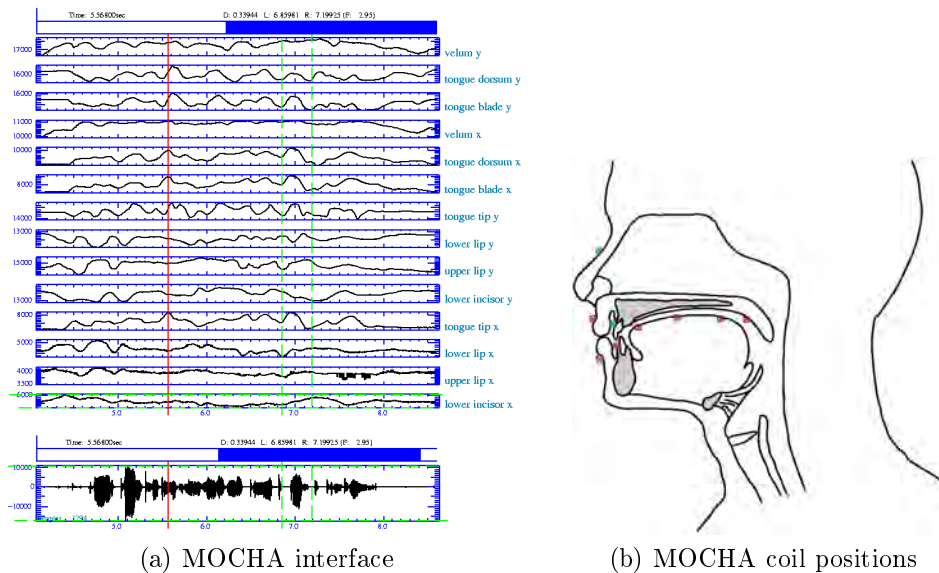 Time: 5.56800sec D: 0.33944 L: 6.85981 R: 7.19925 (F: 2.95)
17000 velum y
16000 tongue dorsum y
16000 tongue blade y
11000
10000 velum x
10000 tongue dorsum x
8000 tongue blade x
14000 tongue tip y
13000 lower lip y
15000 upper lip y
13000 lower incisor y
8000 tongue tip x
5000 lower lip x
4000
3500 upper lip x
6000 lower incisor x
5.0 6.0 7.0 8.0
Time: 5.56800sec D: 0.33944 L: 6.85981 R: 7.19925 (F: 2.95)
10000
0
-10000
5.0 6.0 7.0 8.0
(a) MOCHA interface (b) MOCHA coil positions